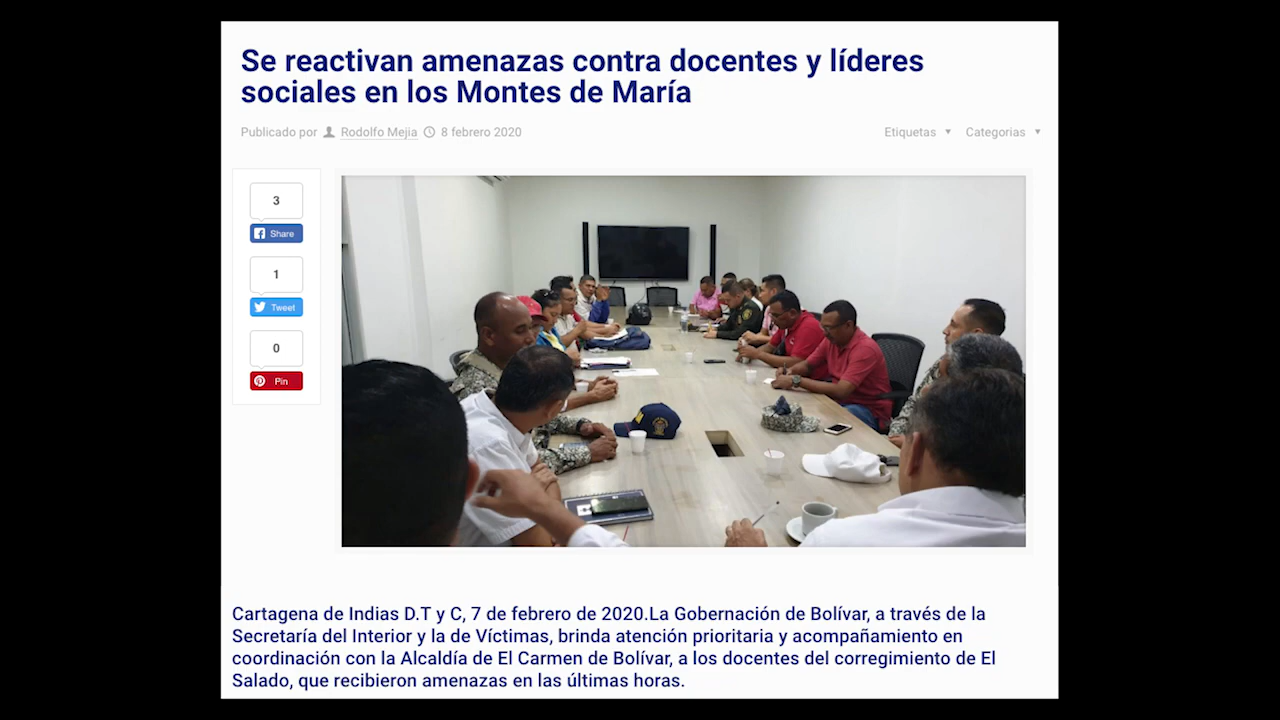 Se reactivan amenazas contra docentes y líderes
sociales en los Montes de María
Publicado por Rodolfo Mejia 8 febrero 2020
Etiquetas Categorias
3
Share
1
Tweet
0
Pin
Cartagena de Indias D.T y C, 7 de febrero de 2020.La Gobernación de Bolívar, a través de la
Secretaría del Interior y la de Víctimas, brinda atención prioritaria y acompañamiento en
coordinación con la Alcaldía de El Carmen de Bolívar, a los docentes del corregimiento de El
Salado, que recibieron amenazas en las últimas horas.